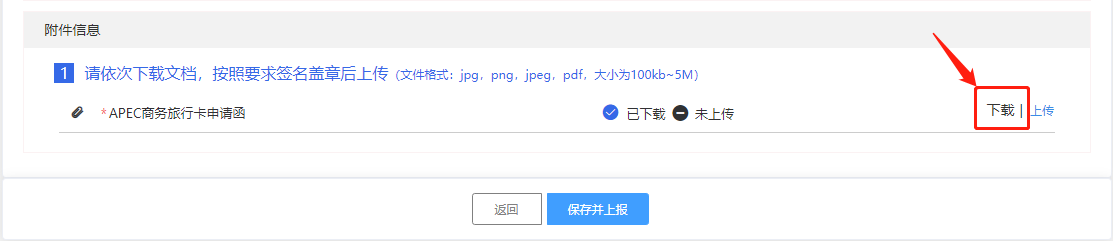 附件信息
1 请依次下载文档，按照要求签名盖章后上传（文件格式：jpg，png，jpeg，pdf，大小为100kb~5M）
*APEC商务旅行卡申请函 已下载 未上传 下载 | 上传
返回 保存并上报